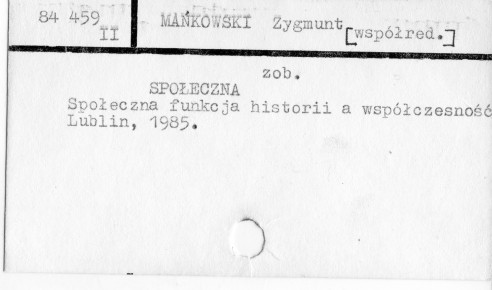 84 459
II
MAŃKOWSKI Zygmunt
[współred.]
zob.
SPOŁECZNA
Społeczna funkcja historii a współczesność
Lublin, 1985.